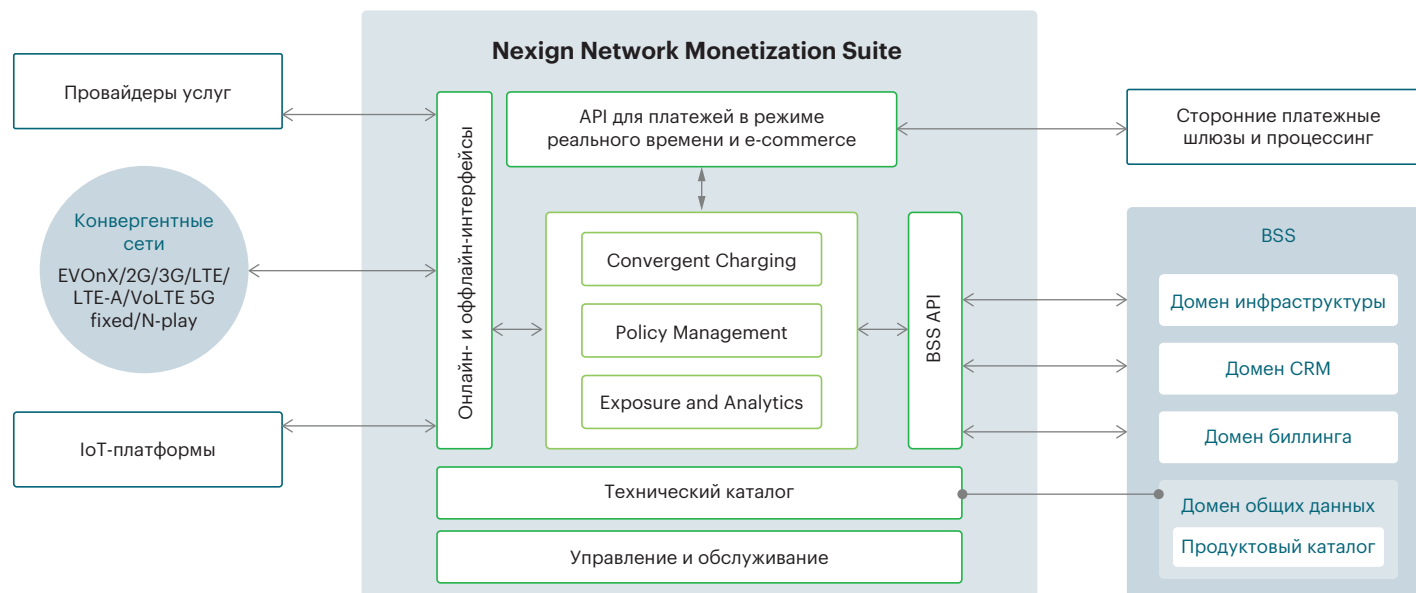 Nexign Network Monetization Suite
Провайдеры услуг
Конвергентные
сети
EVOnX/2G/3G/LTE/
LTE-A/VoLTE 5G
fixed/N-play
IoT-платформы
Онлайн- и оффлайн-интерфейсы
API для платежей в режиме
реального времени и e-commerce
Convergent Charging
Policy Management
Exposure and Analytics
BSS API
Технический каталог
Управление и обслуживание
Сторонние платежные
шлюзы и процессинг
BSS
Домен инфраструктуры
Домен CRM
Домен биллинга
Домен общих данных
Продуктовый каталог